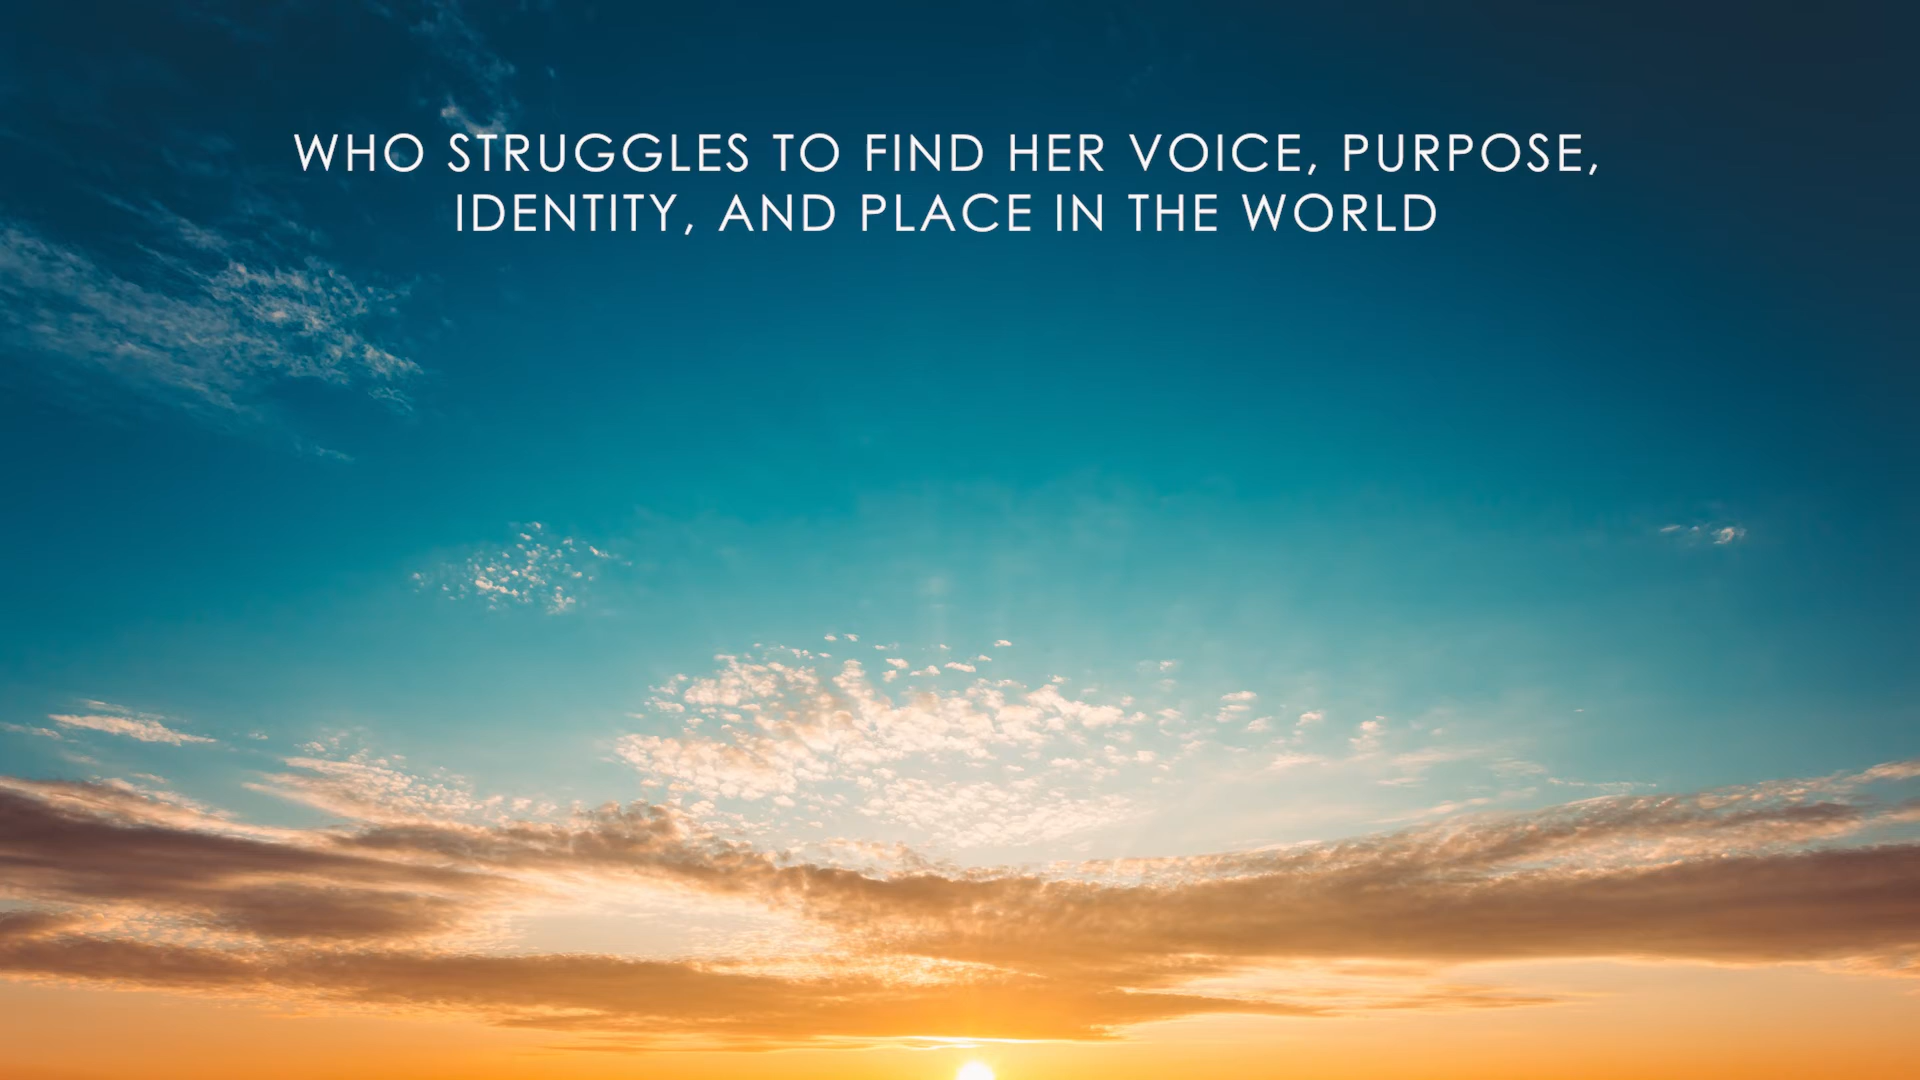 WHO STRUGGLES TO FIND HER VOICE, PURPOSE,
IDENTITY, AND PLACE IN THE WORLD